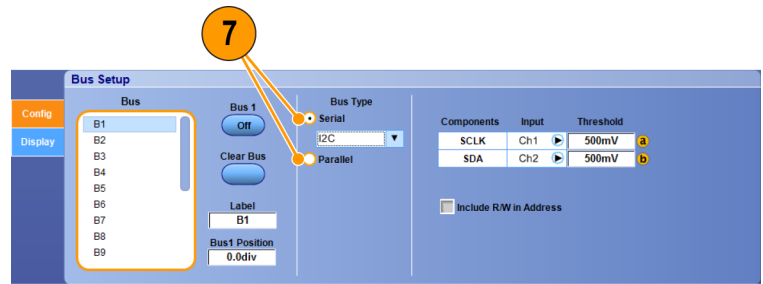 7
Bus Setup
Config
Display
Bus
B1
B2
B3
B4
B5
B6
B7
B8
B9
Bus 1
Off
Clear Bus
Label
B1
Bus1 Position
0.0div
Bus Type
Serial
I2C
Parallel
Components Input Threshold
SCLK Ch1 500mV a
SDA Ch2 500mV b
Include R/W in Address